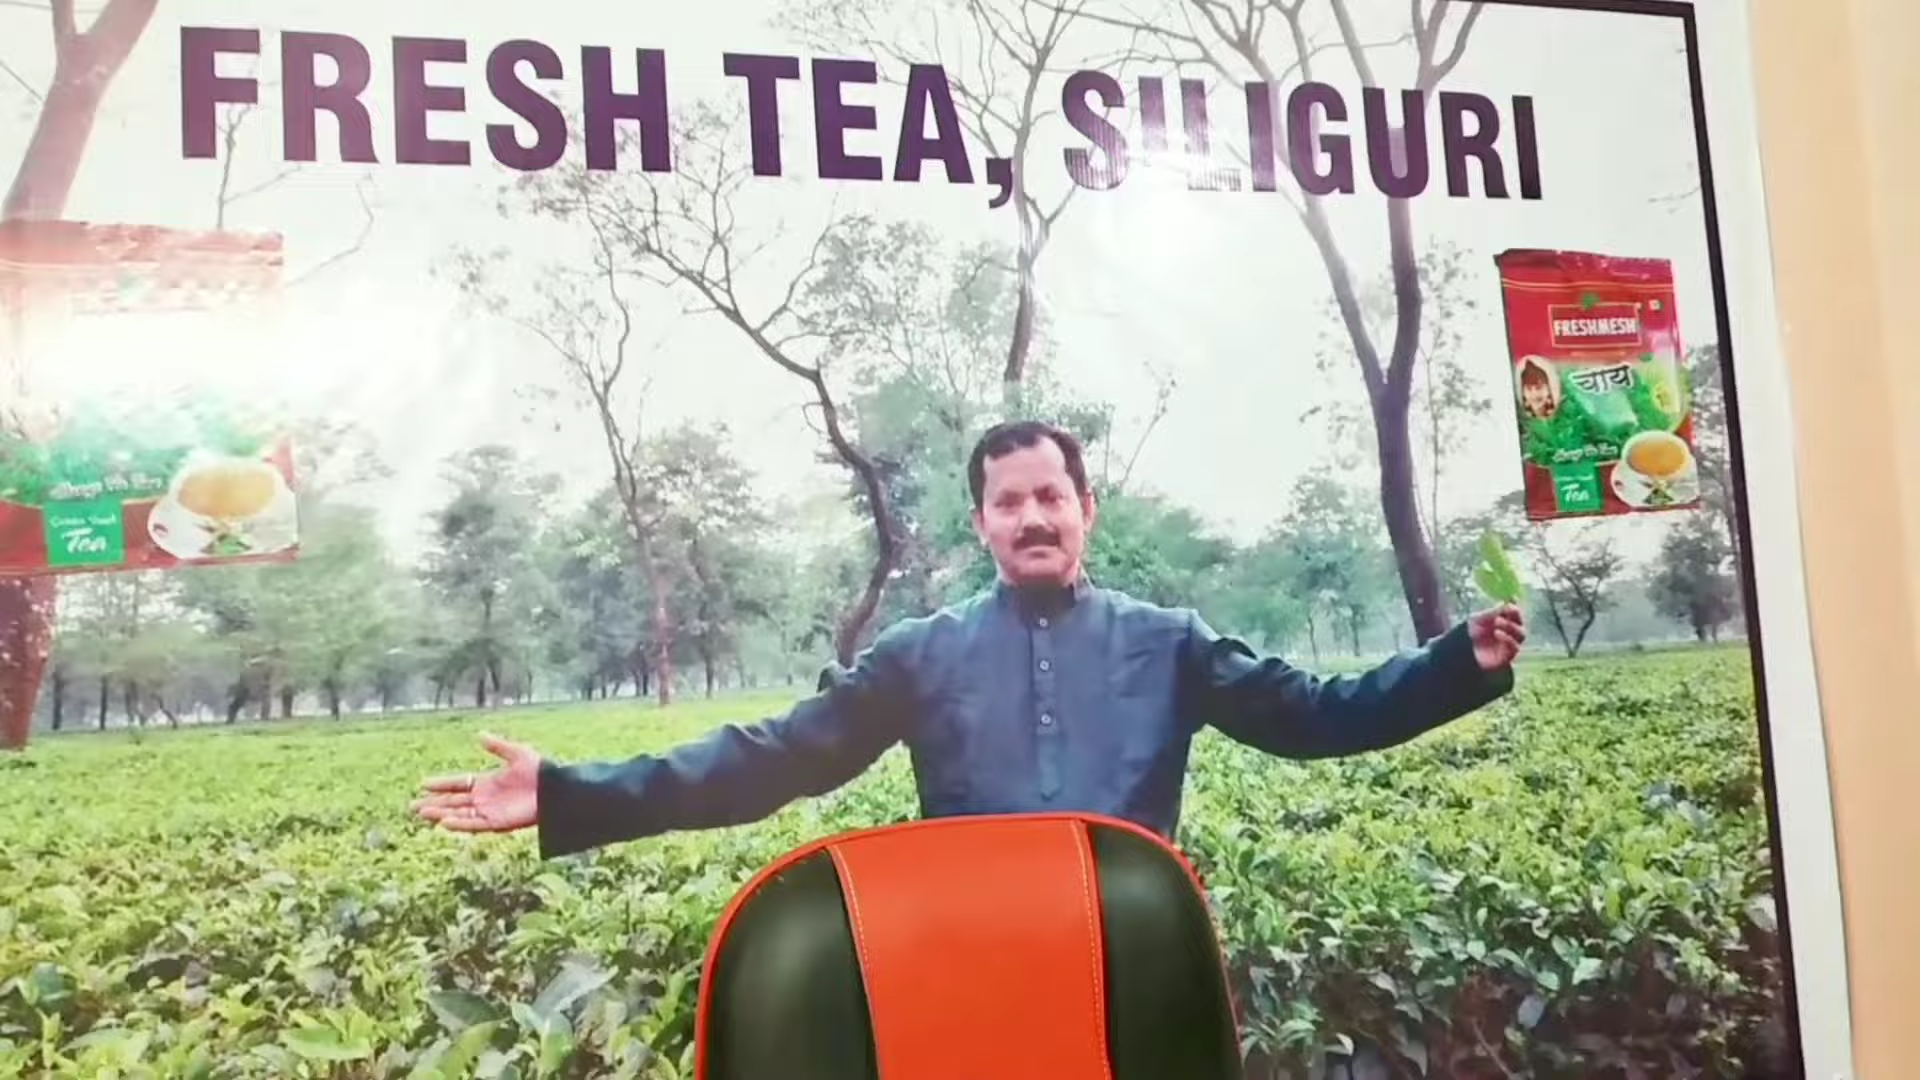 FRESH TEA, SILIGURI
FRESHMESH
चाय
Tea
Tea